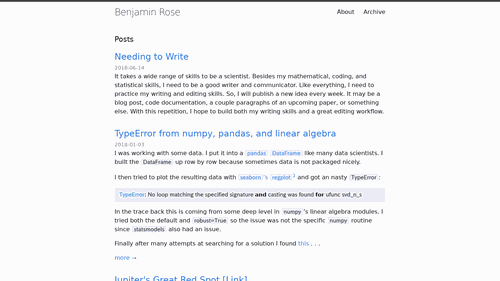 Benjamin Rose
About Archive
Posts
Needing to Write
2018-06-14
It takes a wide range of skills to be a scientist. Besides my mathematical, coding, and
statistical skills, I need to be a good writer and communicator. Like everything, I need to
practice my writing and editing skills. So, I will publish a new idea every week. It may be a
blog post, code documentation, a couple paragraphs of an upcoming paper, or something
else. With this repetition, I hope to build both my writing skills and a great editing workflow.
TypeError from numpy, pandas, and linear algebra
2018-01-03
I was working with some data. I put it into a pandas DataFrame like many data scientists. I
built the DataFrame up row by row because sometimes data is not packaged nicely.
I then tried to plot the resulting data with seaborn 's regplot and got an nasty TypeError :
TypeError: No loop matching the specified signature and casting was found for ufunc svd_n_s
In the trace back this is coming from some deep level in numpy 's linear algebra modules. I
tried both the default and robust=True so the issue was not the specific numpy routine
since statsmodels also had an issue.
Finally after many attempts at searching for a solution I found this . . .
more →
Jupiter's Great Red Spot [Link]